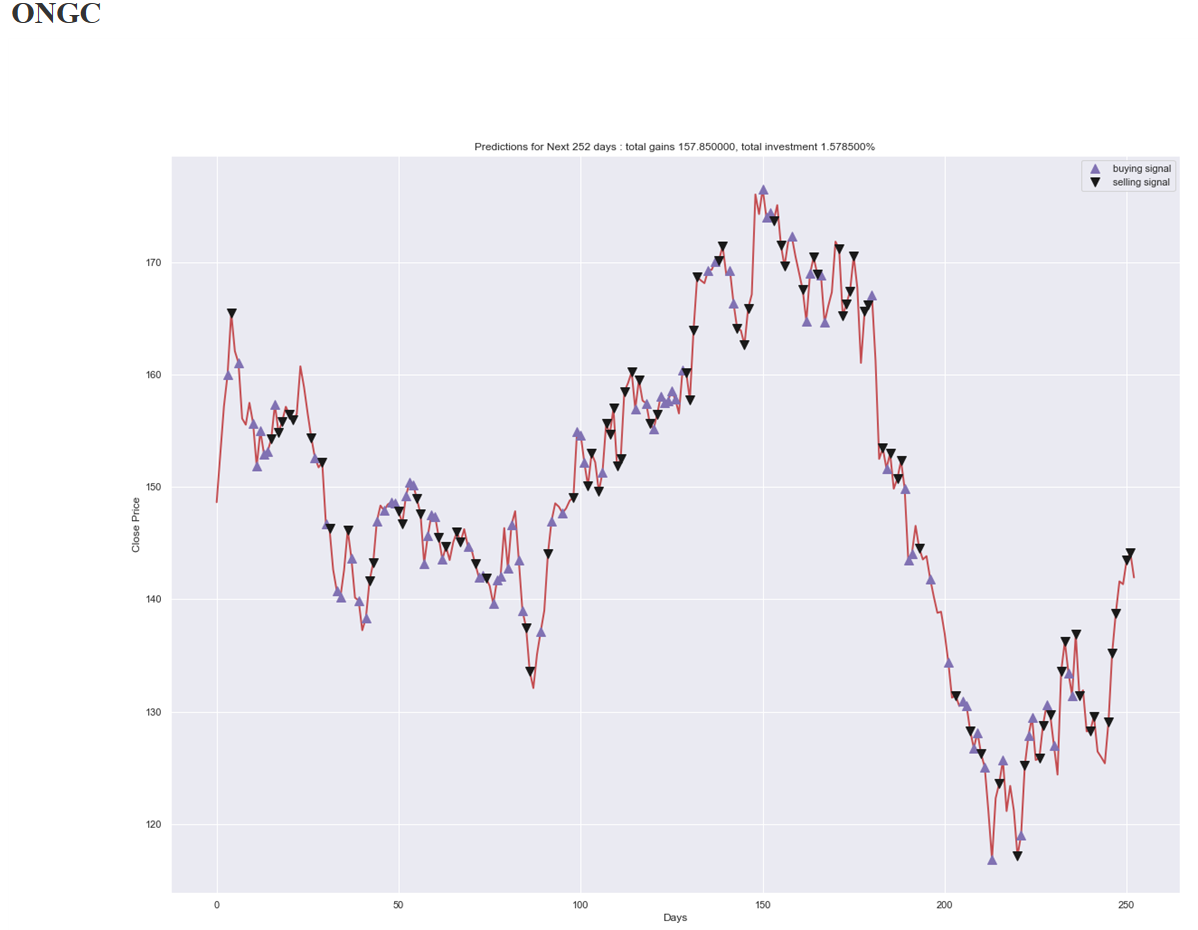 ONGC
Predictions for Next 252 days : total gains 157.850000, total investment 1.578500%
buying signal
selling signal
170
160
150
140
130
120
Close Price
0 50 100 150 200 250
Days